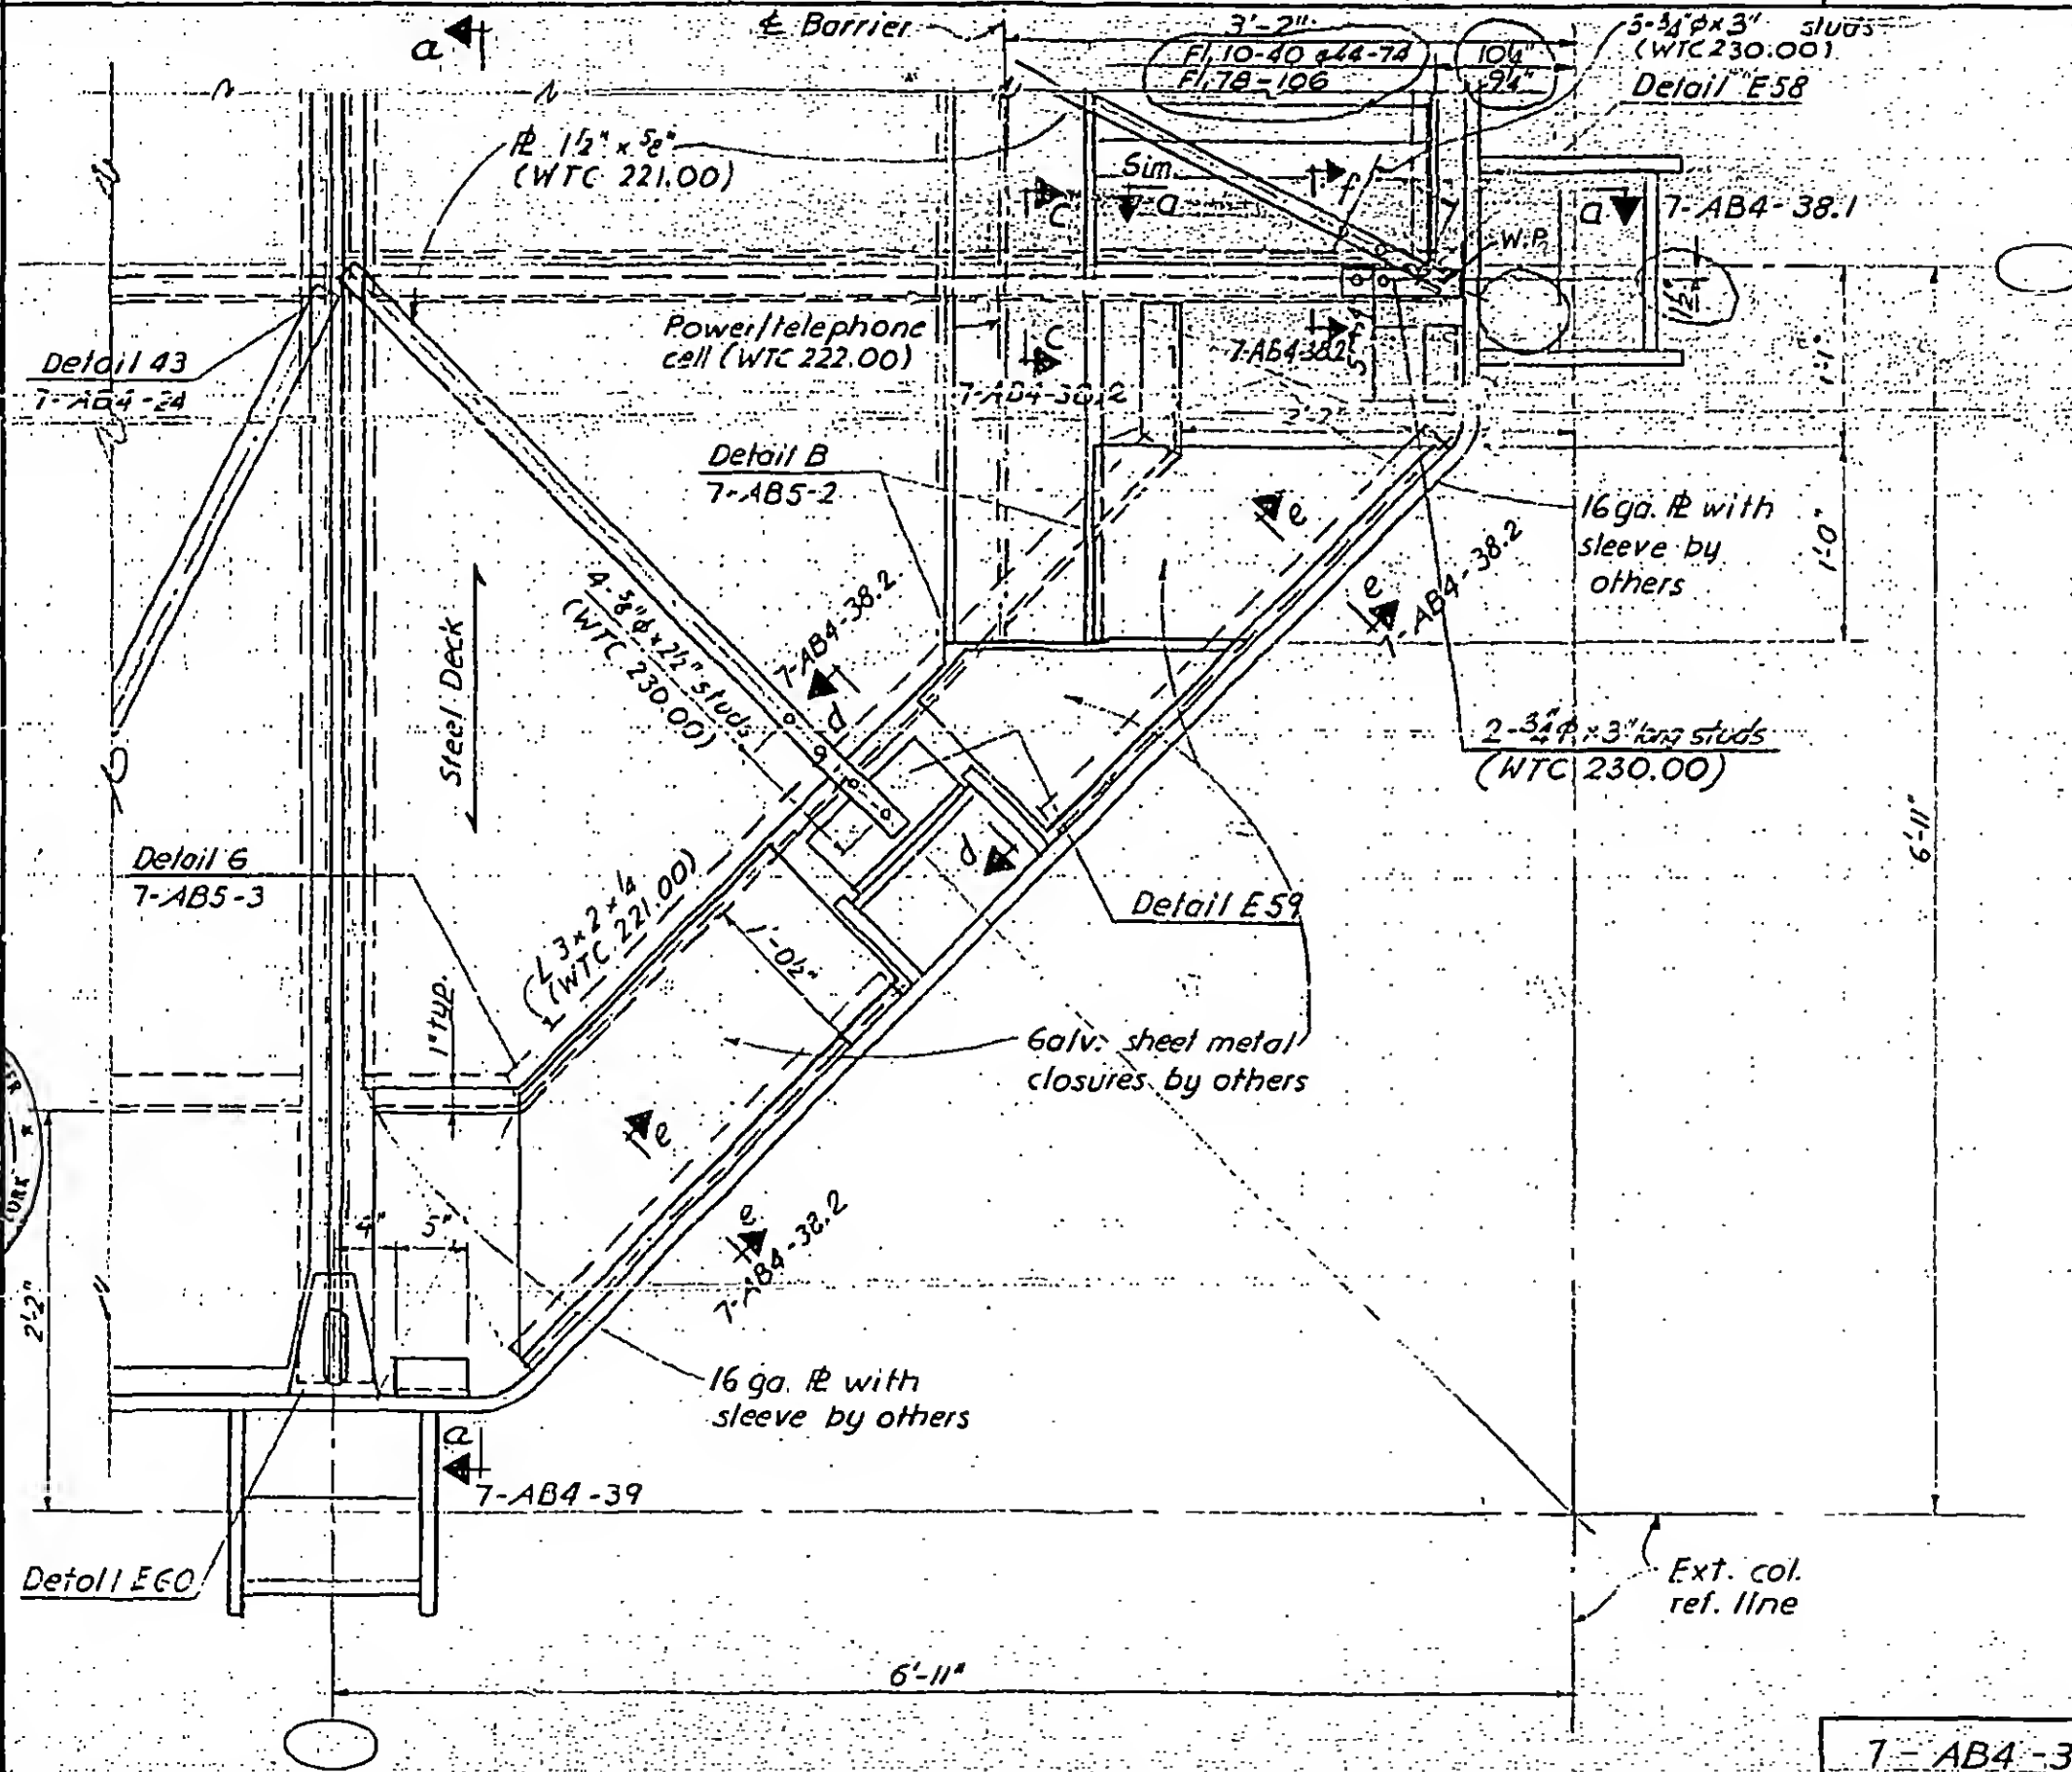 a
℄ Barrier
3'-2"
Fl. 10-40 & 44-74
Fl. 78-106
10¼"
9¼"
3-¾"φ x 3" studs
(WTC 230.00)
Detail E58
℄ 1½" x ⅝"
(WTC 221.00)
Sim.
c
a
f
a
7-AB4-38.1
W.P.
1½"
Power/telephone
cell (WTC 222.00)
c
7-AB4-38.2
7-AB4-38.2
Detail 43
7-AB4-24
2'-2"
1'-1"
Detail B
7-AB5-2
e
16 ga. ℄ with
sleeve by
others
1'-0"
e
7-AB4-38.2
Steel Deck
4-⅝"φ x 2½" studs
(WTC 230.00)
7-AB4-38.2
d
2-¾"φ x 3" long studs
(WTC 230.00)
6'-11"
Detail 6
7-AB5-3
L 3 x 2 x ¼
(WTC 221.00)
d
Detail E59
1'-0½"
1" typ.
Galv. sheet metal
closures by others
e
e
7-AB4-38.2
4"
5"
2'-2"
16 ga. ℄ with
sleeve by others
a
7-AB4-39
Detail E60
Ext. col.
ref. line
6'-11"
7-AB4-3